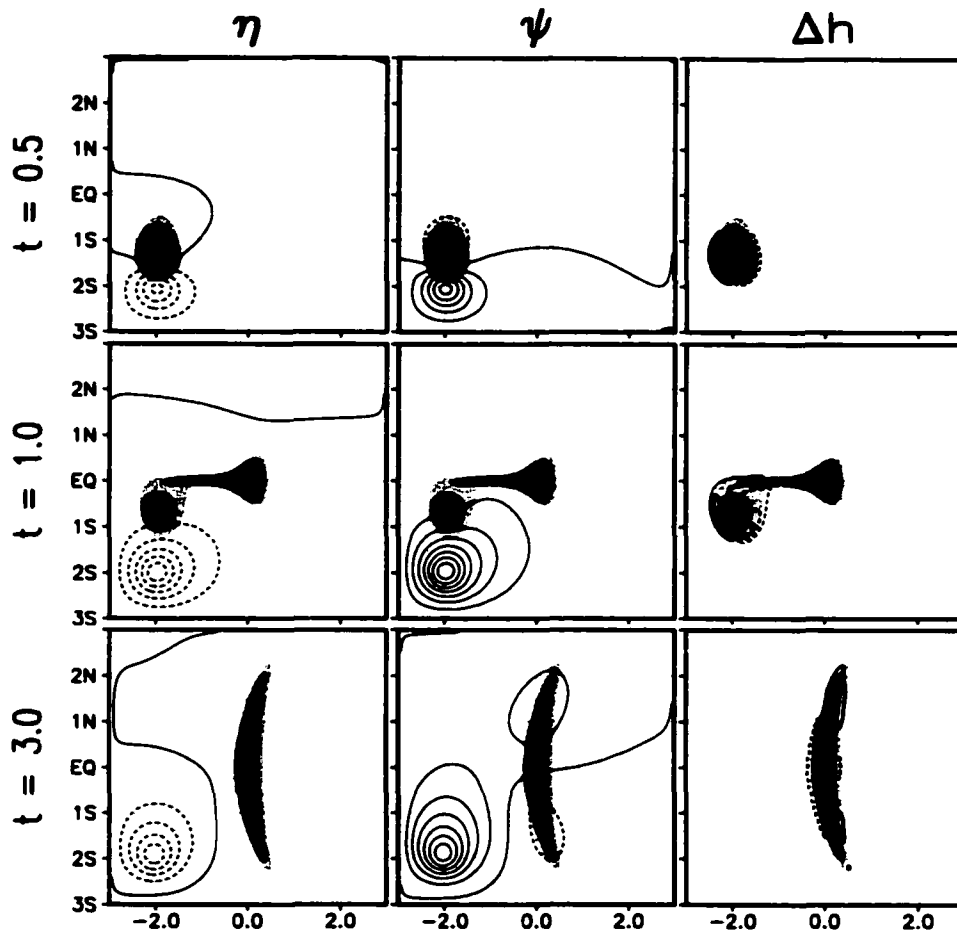 η ψ Δh
t = 0.5
2N
1N
EQ
1S
2S
3S
t = 1.0
2N
1N
EQ
1S
2S
3S
t = 3.0
2N
1N
EQ
1S
2S
3S
-2.0 0.0 2.0 -2.0 0.0 2.0 -2.0 0.0 2.0